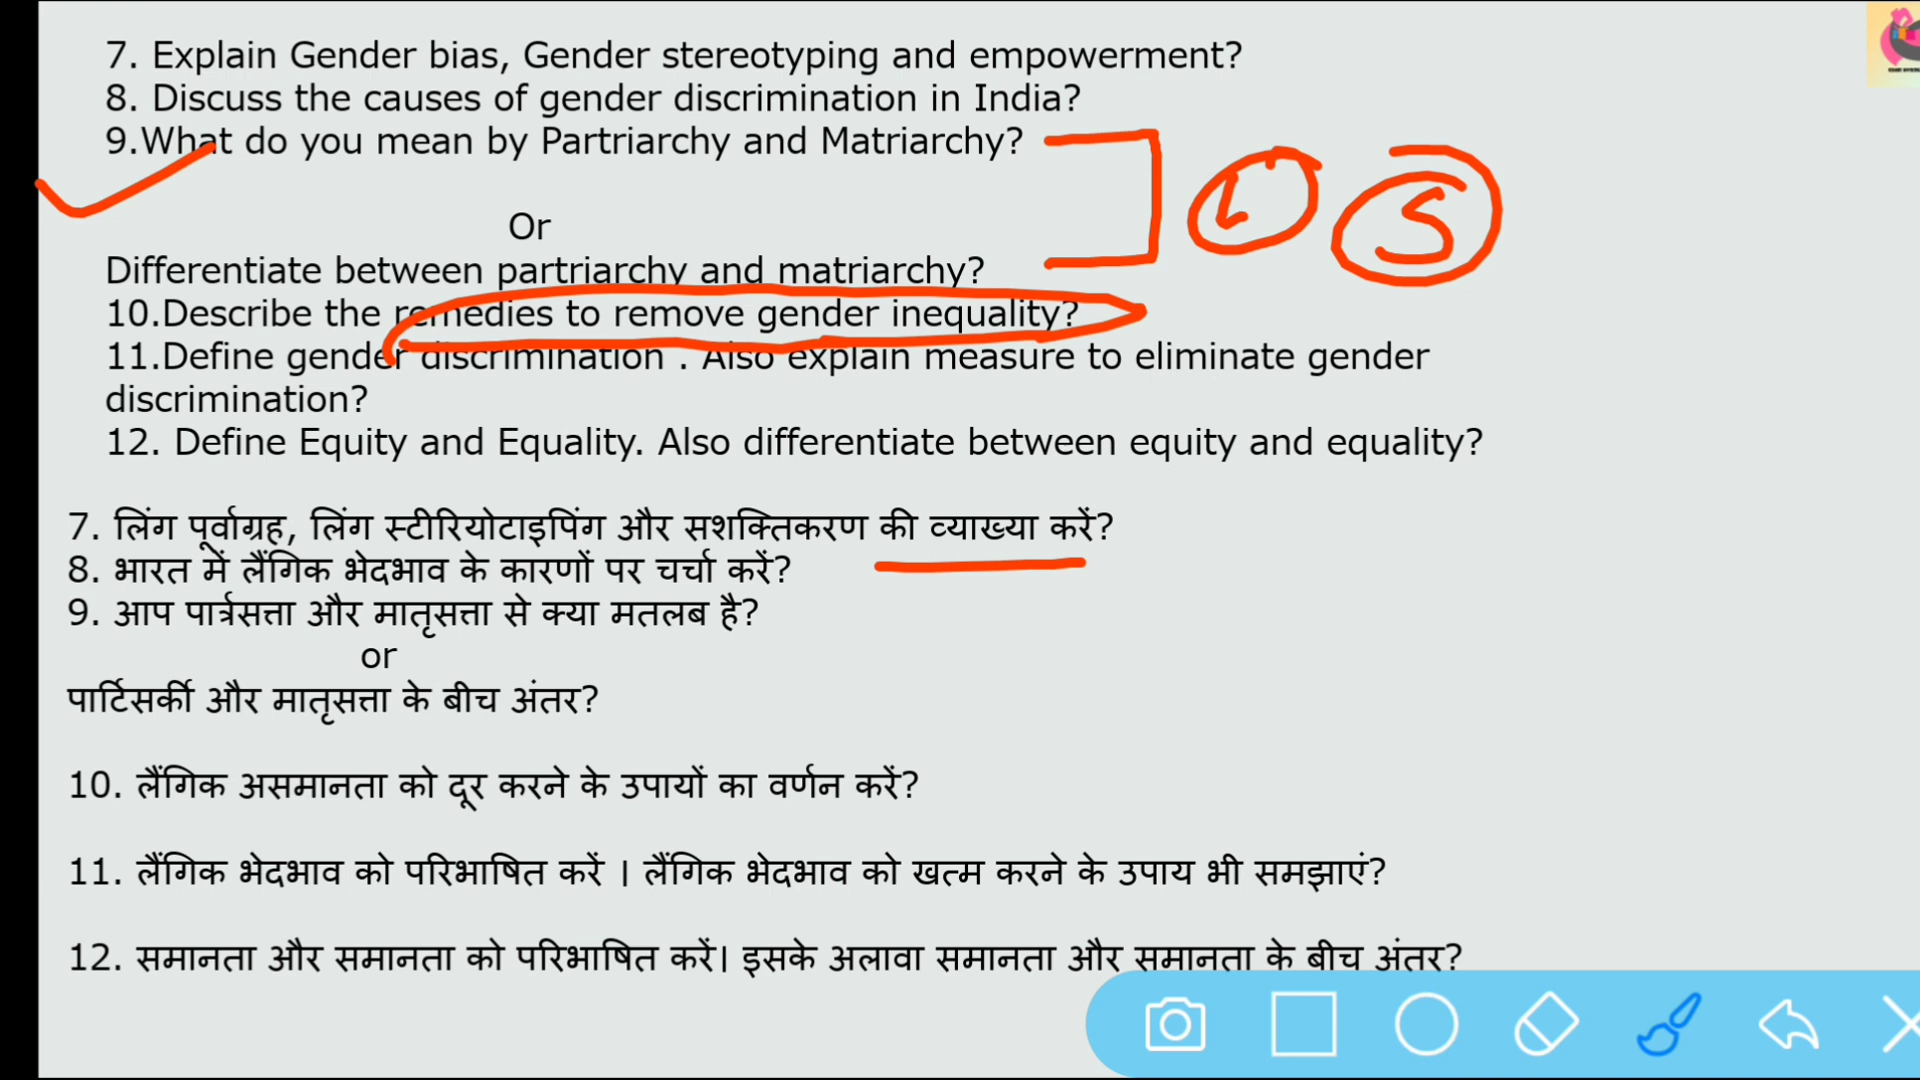 7. Explain Gender bias, Gender stereotyping and empowerment?
8. Discuss the causes of gender discrimination in India?
9.What do you mean by Partriarchy and Matriarchy?
L
S
Or
Differentiate between partriarchy and matriarchy?
10.Describe the remedies to remove gender inequality?
11.Define gender discrimination . Also explain measure to eliminate gender
discrimination?
12. Define Equity and Equality. Also differentiate between equity and equality?
7. लिंग पूर्वाग्रह, लिंग स्टीरियोटाइपिंग और सशक्तिकरण की व्याख्या करें?
8. भारत में लैंगिक भेदभाव के कारणों पर चर्चा करें?
9. आप पार्त्रसत्ता और मातृसत्ता से क्या मतलब है?
or
पार्टिसर्की और मातृसत्ता के बीच अंतर?
10. लैंगिक असमानता को दूर करने के उपायों का वर्णन करें?
11. लैंगिक भेदभाव को परिभाषित करें । लैंगिक भेदभाव को खत्म करने के उपाय भी समझाएं?
12. समानता और समानता को परिभाषित करें। इसके अलावा समानता और समानता के बीच अंतर?